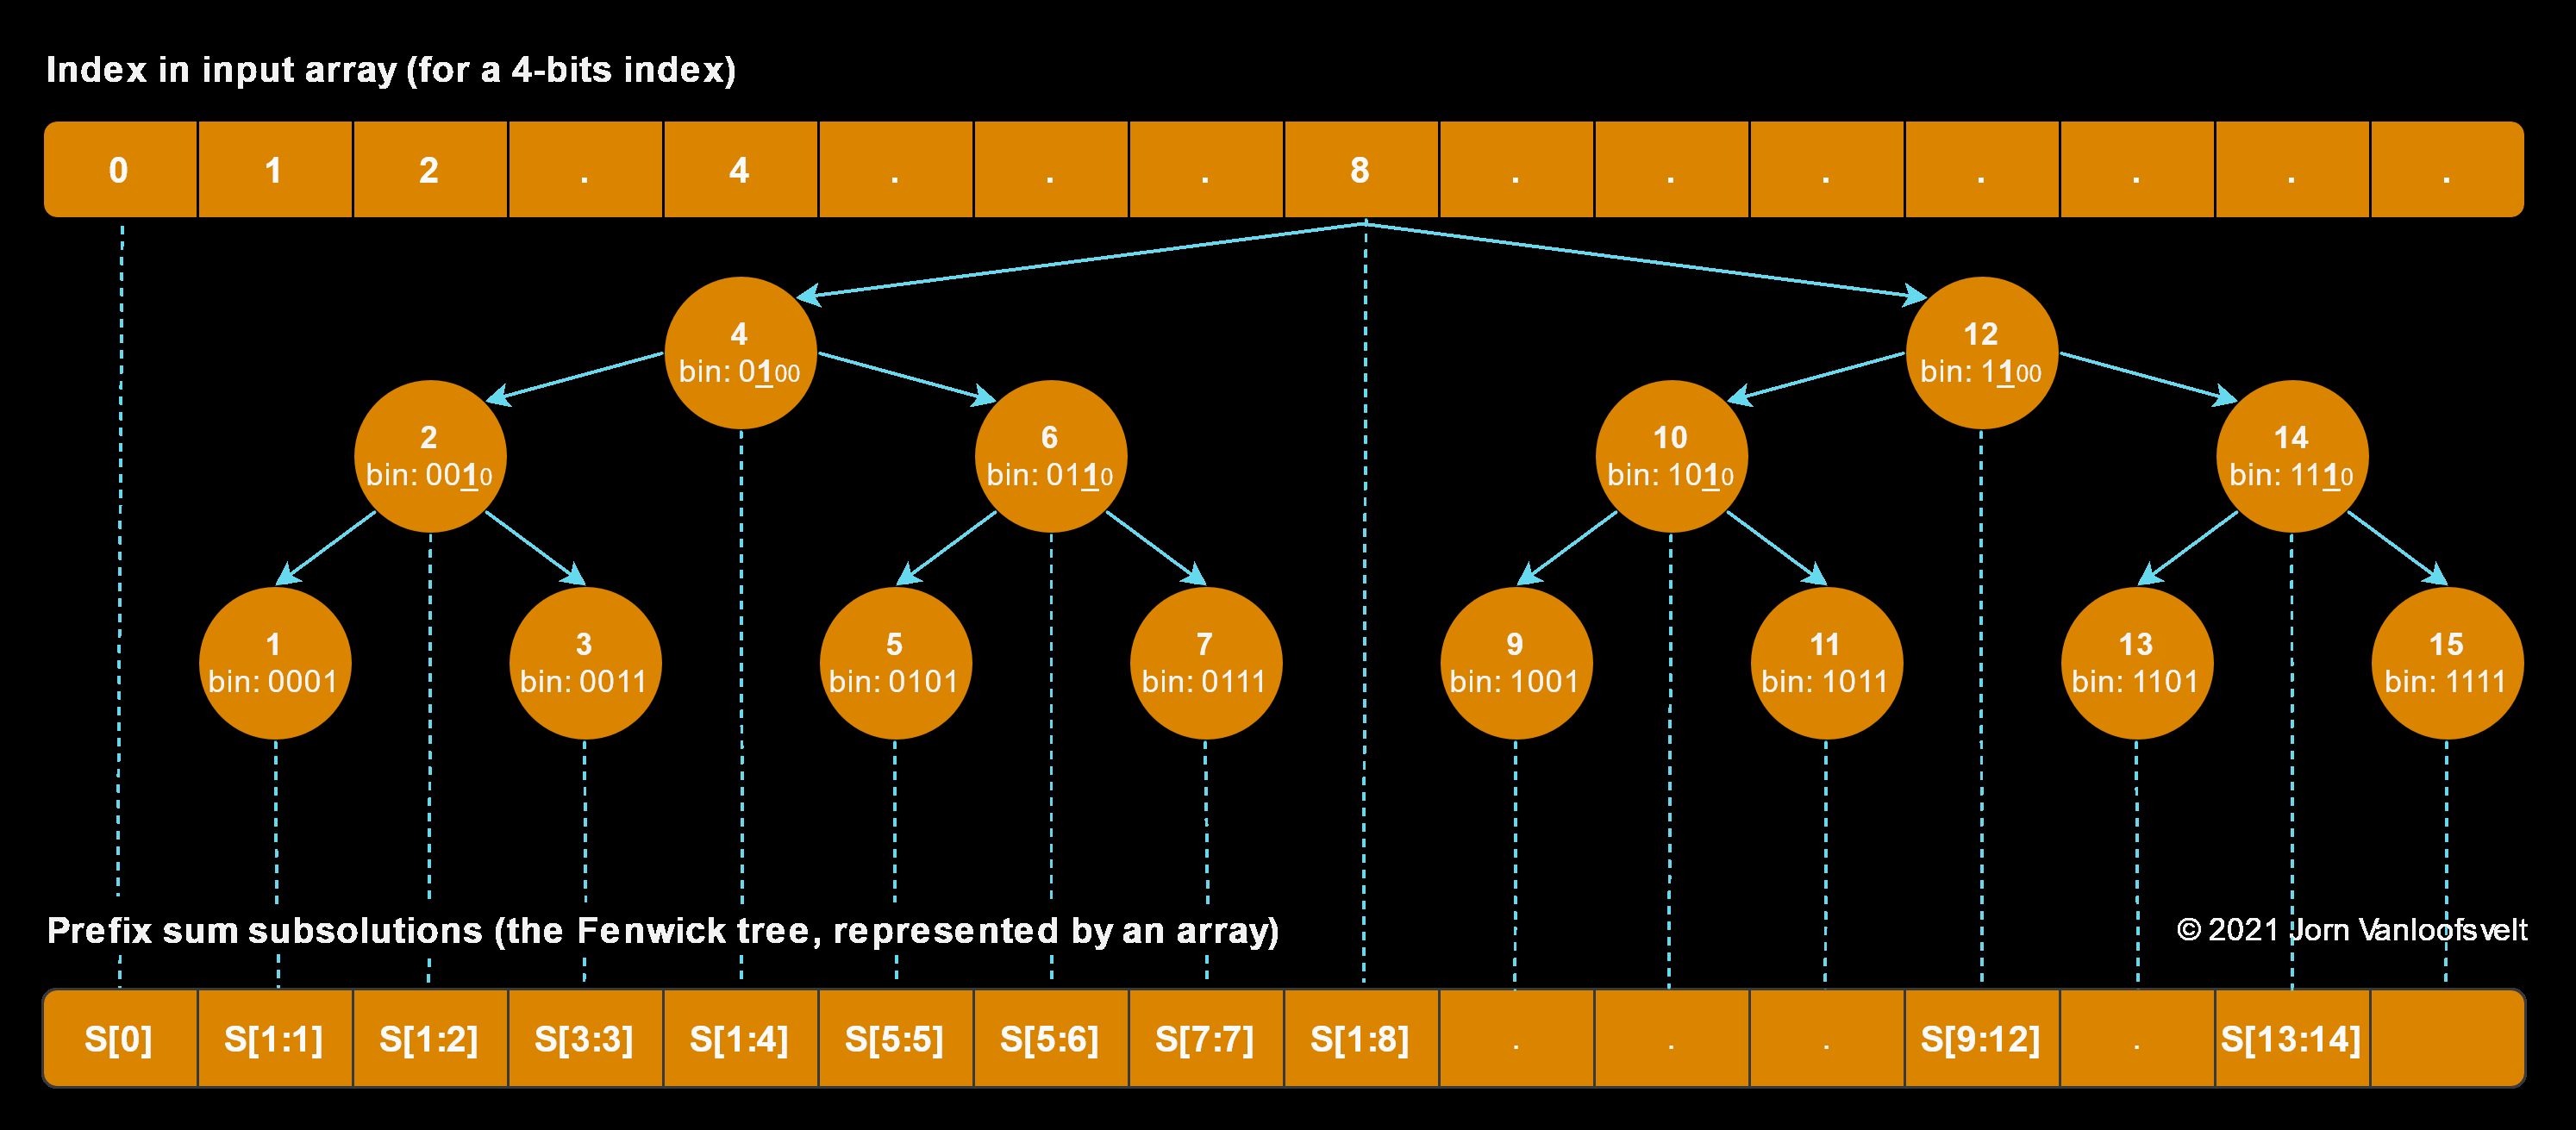 Index in input array (for a 4-bits index)
0 1 2 . 4 . . . 8 . . . . . . .
4
bin: 0100
12
bin: 1100
2
bin: 0010
6
bin: 0110
10
bin: 1010
14
bin: 1110
1
bin: 0001
3
bin: 0011
5
bin: 0101
7
bin: 0111
9
bin: 1001
11
bin: 1011
13
bin: 1101
15
bin: 1111
Prefix sum subsolutions (the Fenwick tree, represented by an array)
© 2021 Jorn Vanloofsvelt
S[0] S[1:1] S[1:2] S[3:3] S[1:4] S[5:5] S[5:6] S[7:7] S[1:8] . . . S[9:12] . S[13:14]